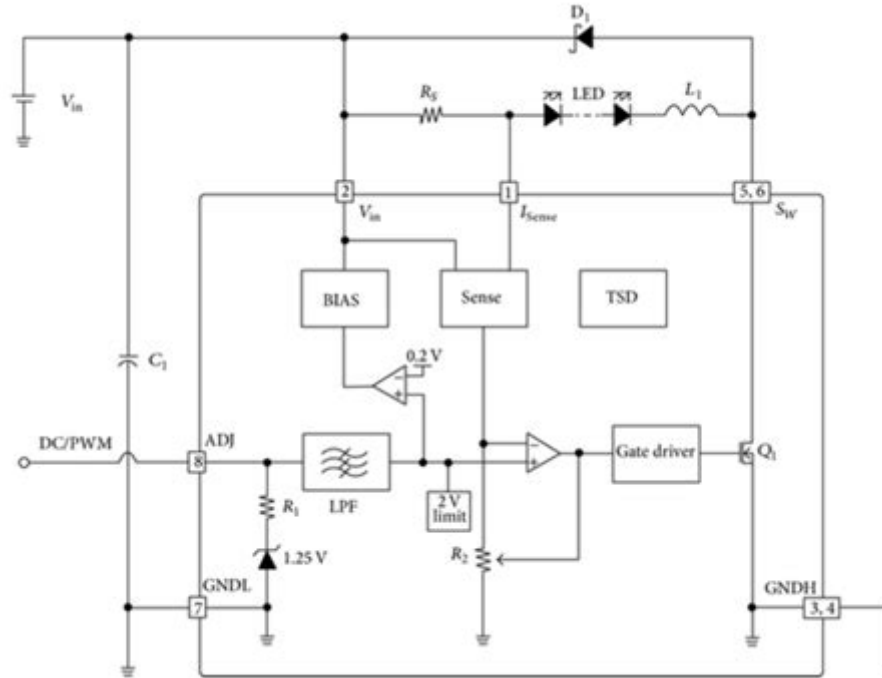 D1
Vin
RS
LED
L1
2
1
5, 6
Vin
ISense
SW
BIAS
Sense
TSD
C1
0.2 V
DC/PWM
ADJ
8
Gate driver
Q1
R1
LPF
2 V
limit
1.25 V
R2
GNDL
GNDH
7
3, 4